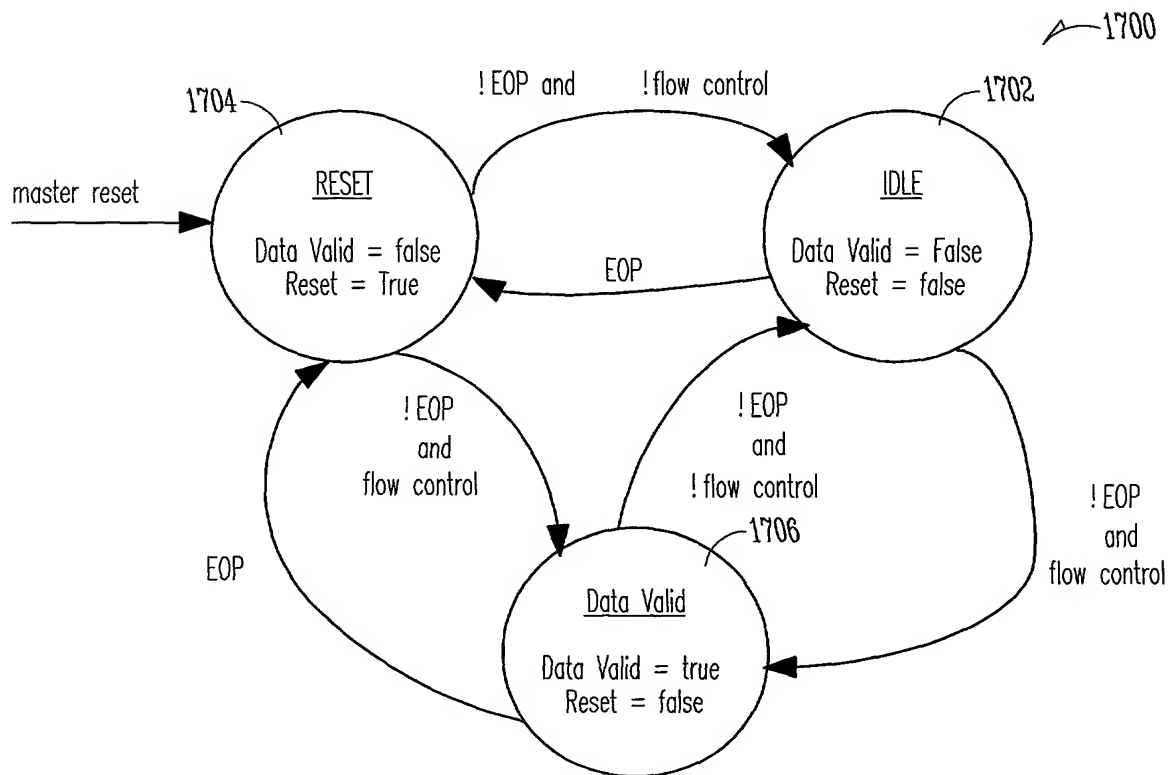 1700
!EOP and !flow control
1704
1702
RESET
IDLE
master reset
Data Valid = false
Reset = True
Data Valid = False
Reset = false
EOP
!EOP
and
flow control
!EOP
and
!flow control
!EOP
and
flow control
1706
EOP
Data Valid
Data Valid = true
Reset = false